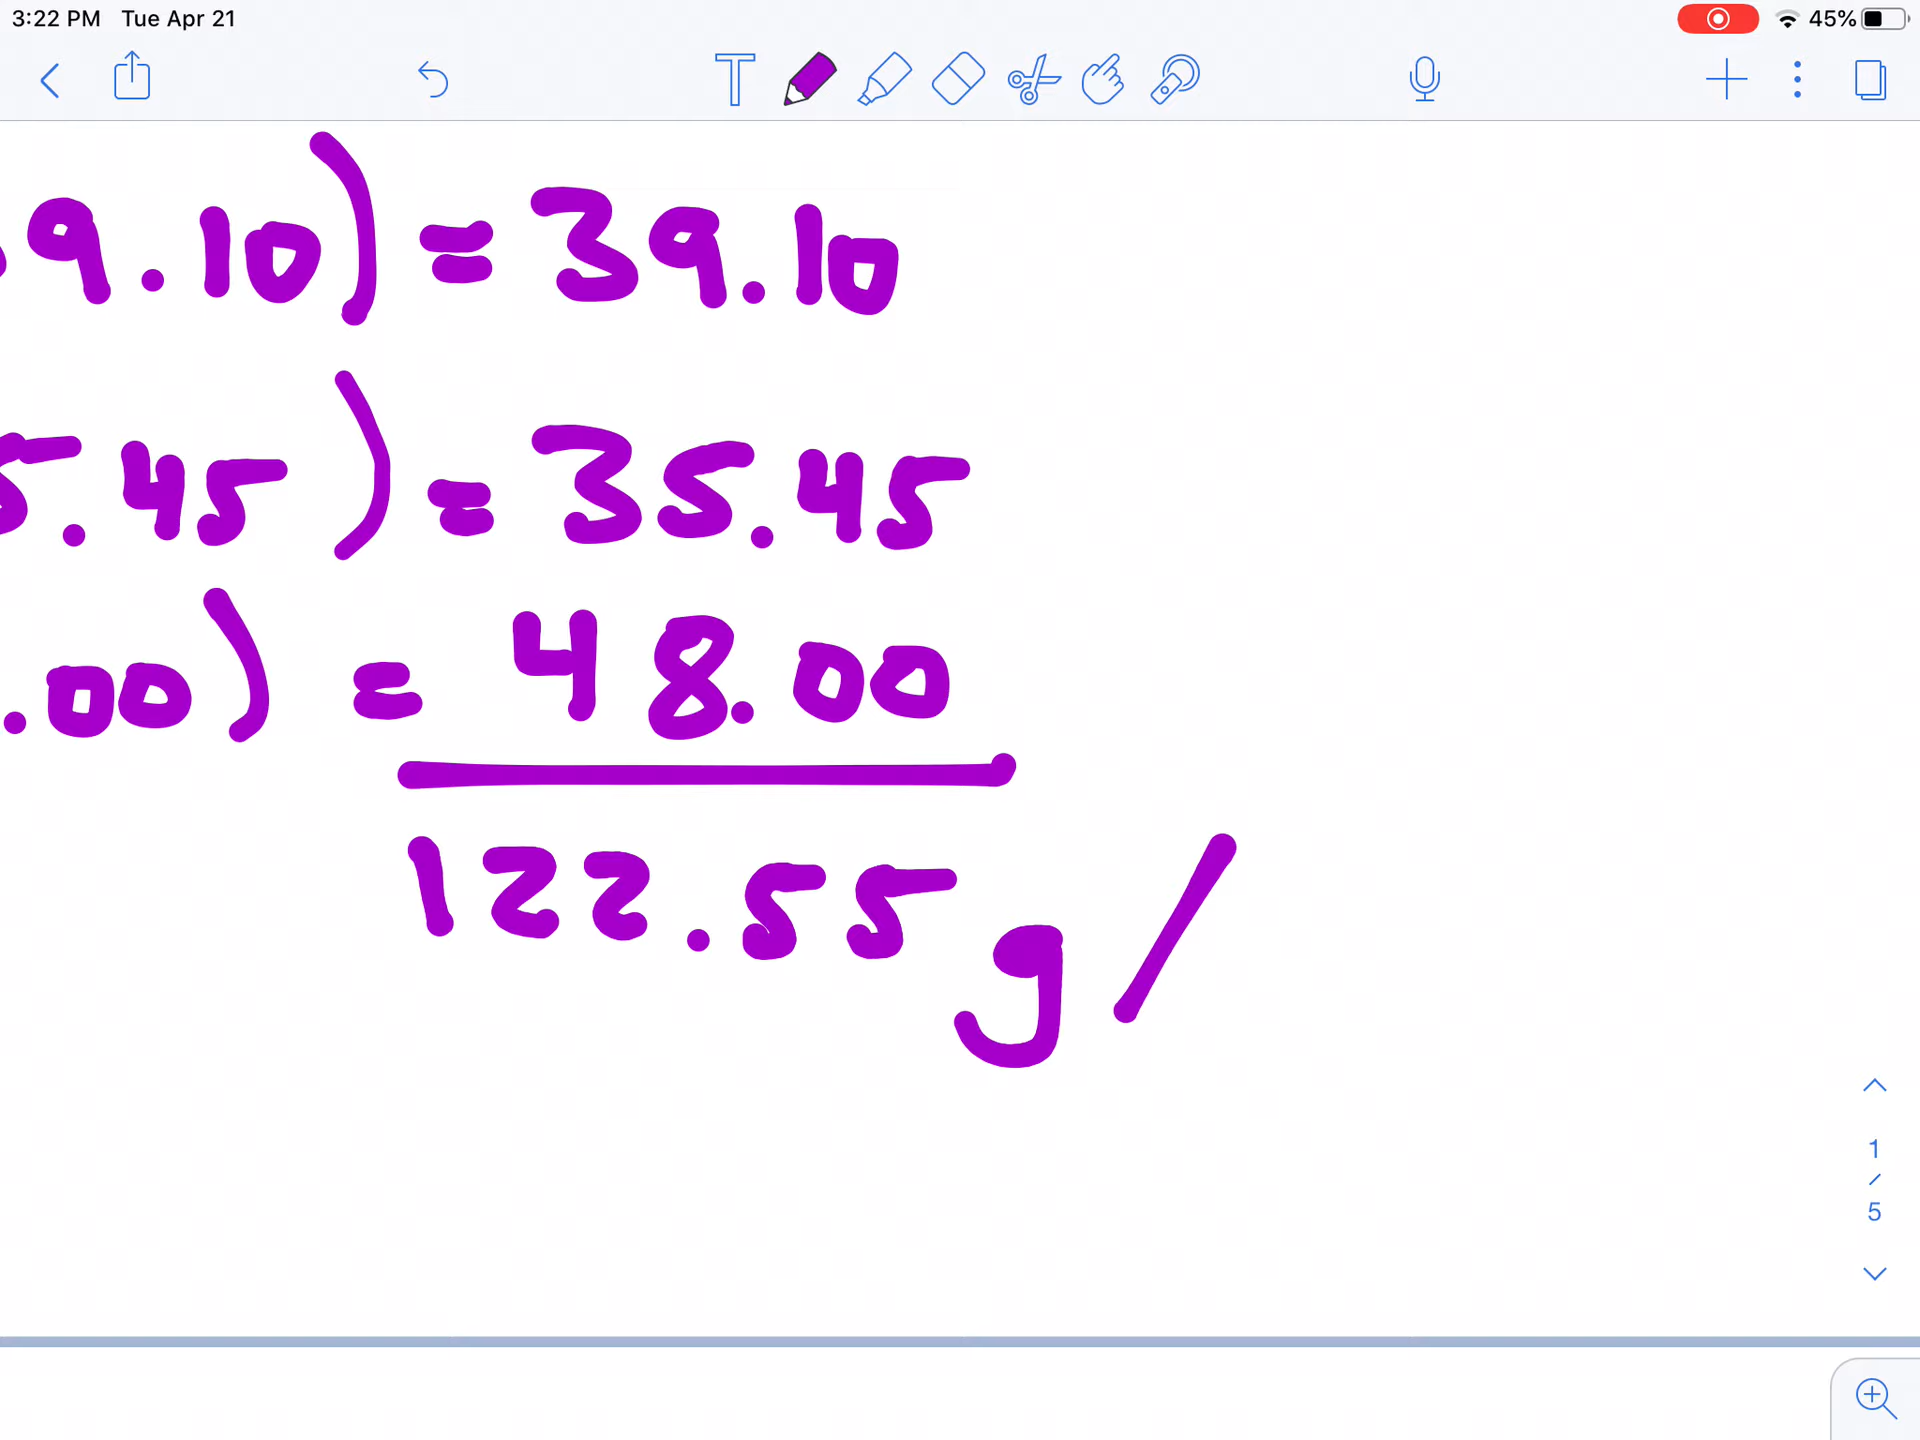 3:22 PM Tue Apr 21
45%
T
9.10) = 39.10
5.45) = 35.45
.00) = 48.00
122.55 g /
1
/
5